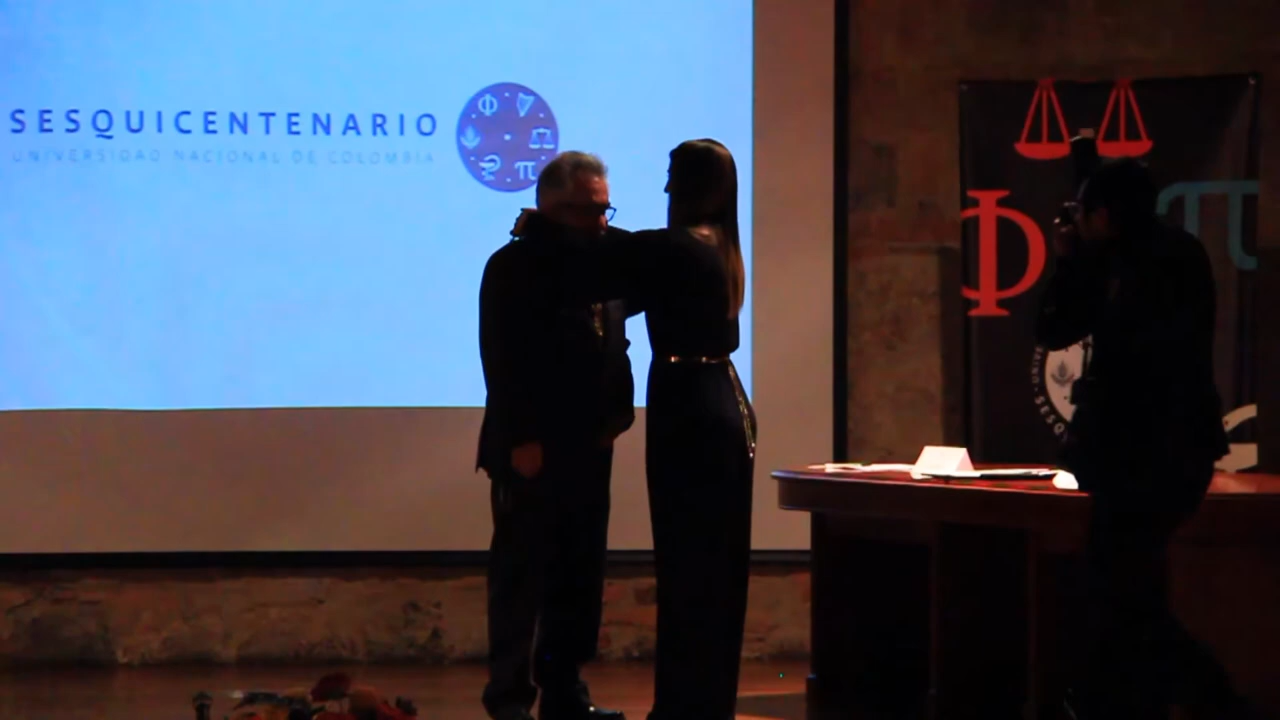 SESQUICENTENARIO
UNIVERSIDAD NACIONAL DE COLOMBIA
Φ
π
Φ
π